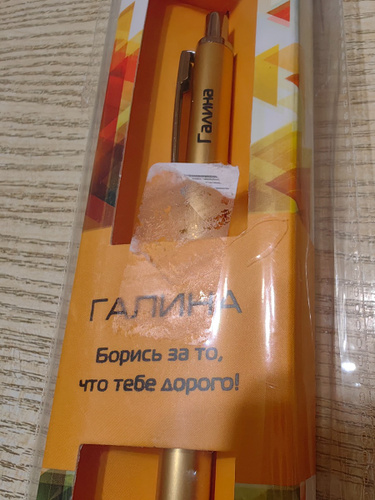 Галина
ГАЛИНА
Борись за то,
что тебе дорого!